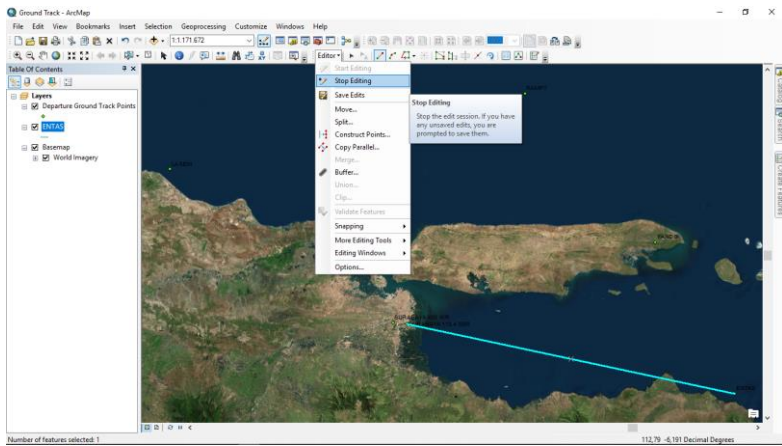 Ground Track - ArcMap
File Edit View Bookmarks Insert Selection Geoprocessing Customize Windows Help
1:1.171.672
Editor
Table Of Contents
Layers
Departure Ground Track Points
ENTAS
Basemap
World Imagery
Start Editing
Stop Editing
Save Edits
Move...
Split...
Construct Points...
Copy Parallel...
Merge...
Buffer...
Union...
Clip...
Validate Features
Snapping
More Editing Tools
Editing Windows
Options...
Stop Editing
Stop the edit session. If you have
any unsaved edits, you are
prompted to save them.
Catalog
Search
Create Features
Number of features selected: 1
112,79 -6,191 Decimal Degrees